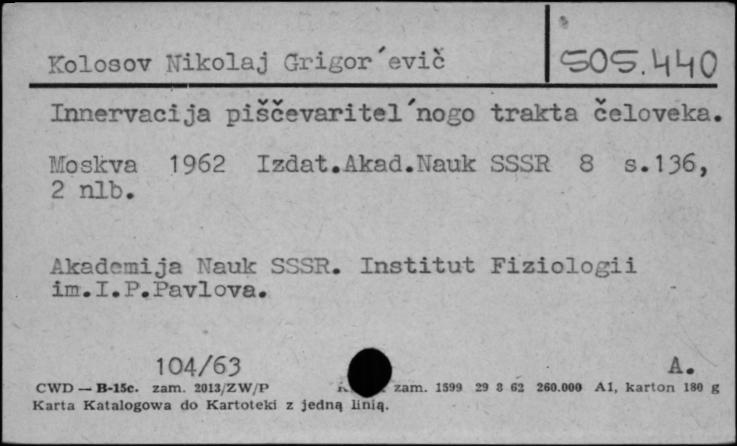 Kolosov Nikolaj Grigor´evič
505.440
Innervacija piščevaritel´nogo trakta čeloveka.
Moskva 1962 Izdat.Akad.Nauk SSSR 8 s.136,
2 nlb.
Akademija Nauk SSSR. Institut Fiziologii
im.I.P.Pavlova.
104/63 A.
CWD — B-15c. zam. 2013/ZW/P zam. 1599 29 8 62 260.000 A1, karton 180 g
Karta Katalogowa do Kartoteki z jedną linią.